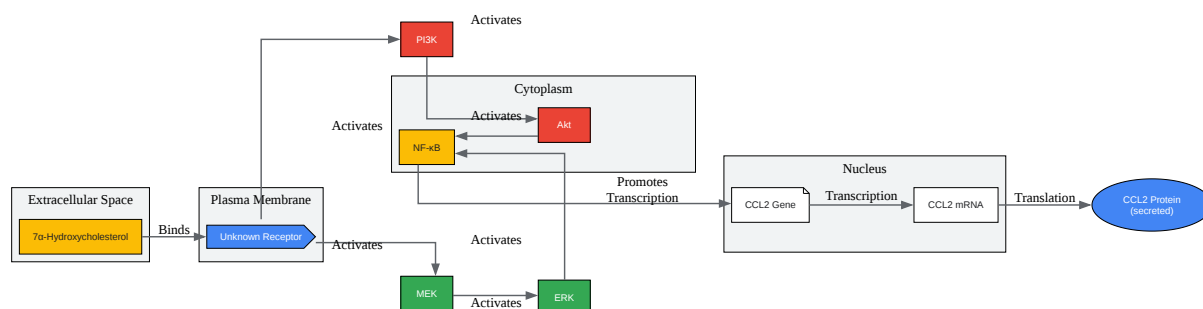 Activates
PI3K
Cytoplasm
Activates
Akt
Activates
NF-κB
Nucleus
Promotes
Transcription
CCL2 Gene
Transcription
CCL2 mRNA
Translation
CCL2 Protein
(secreted)
Extracellular Space
7α-Hydroxycholesterol
Binds
Plasma Membrane
Unknown Receptor
Activates
Activates
MEK
Activates
ERK